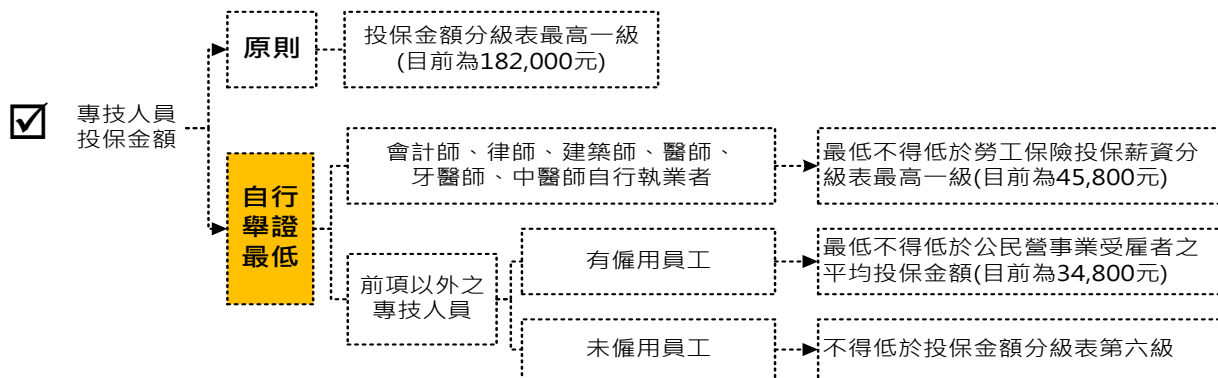 專技人員
投保金額
原則
投保金額分級表最高一級
(目前為182,000元)
自行
舉證
最低
會計師、律師、建築師、醫師、
牙醫師、中醫師自行執業者
最低不得低於勞工保險投保薪資分
級表最高一級(目前為45,800元)
前項以外之
專技人員
有僱用員工
最低不得低於公民營事業受雇者之
平均投保金額(目前為34,800元)
未僱用員工
不得低於投保金額分級表第六級